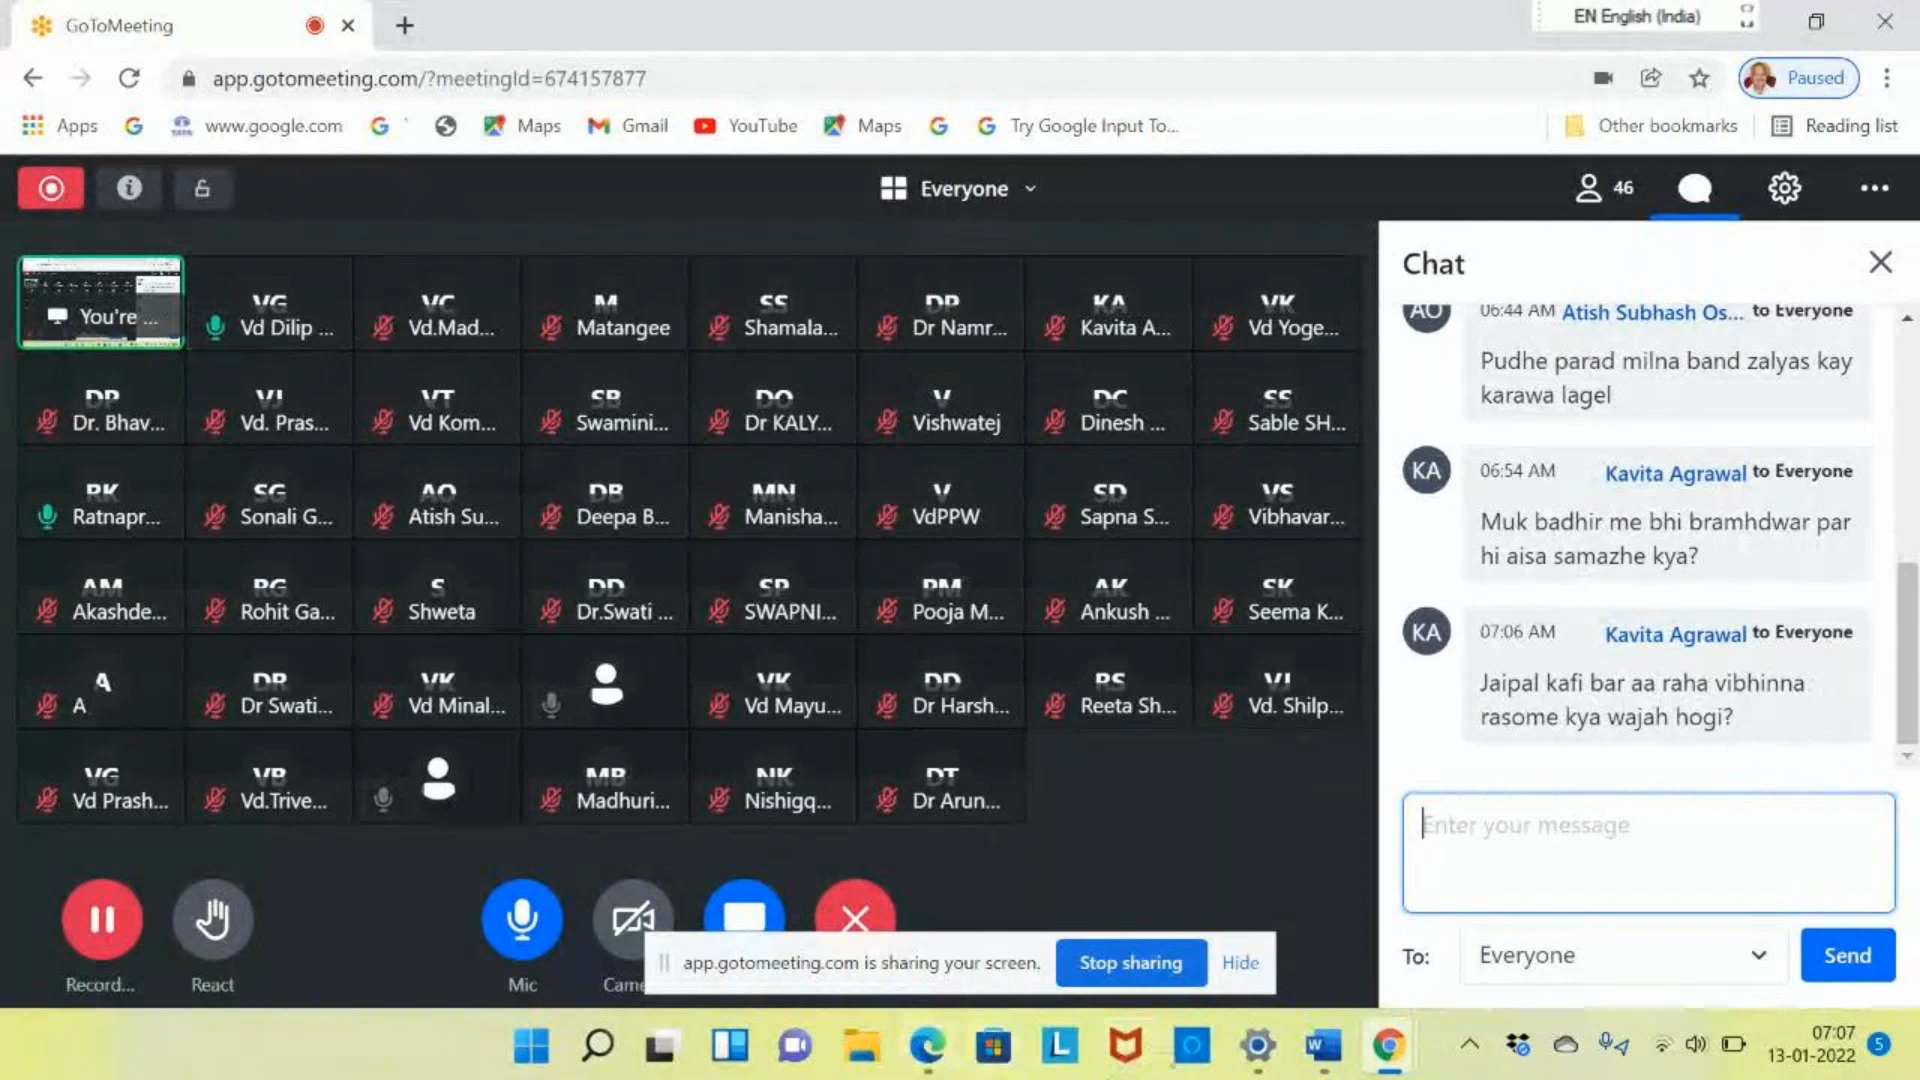 GoToMeeting
EN English (India)
app.gotomeeting.com/?meetingId=674157877
Paused
Apps
www.google.com
Maps
Gmail
YouTube
Maps
Try Google Input To...
Other bookmarks
Reading list
Everyone
46
You're ...
VG
Vd Dilip ...
VC
Vd.Mad...
M
Matangee
SS
Shamala...
DP
Dr Namr...
KA
Kavita A...
VK
Vd Yoge...
DP
Dr. Bhav...
VJ
Vd. Pras...
VT
Vd Kom...
SB
Swamini...
DO
Dr KALY...
V
Vishwatej
DC
Dinesh ...
SS
Sable SH...
RK
Ratnapr...
SG
Sonali G...
AO
Atish Su...
DB
Deepa B...
MN
Manisha...
V
VdPPW
SD
Sapna S...
VS
Vibhavar...
AM
Akashde...
RG
Rohit Ga...
S
Shweta
DD
Dr.Swati ...
SP
SWAPNI...
PM
Pooja M...
AK
Ankush ...
SK
Seema K...
A
A
DR
Dr Swati...
VK
Vd Minal...
VK
Vd Mayu...
DD
Dr Harsh...
RS
Reeta Sh...
VJ
Vd. Shilp...
VG
Vd Prash...
VB
Vd.Trive...
MB
Madhuri...
NK
Nishigq...
DT
Dr Arun...
Record...
React
Mic
Came
app.gotomeeting.com is sharing your screen.
Stop sharing
Hide
Chat
AO
06:44 AM Atish Subhash Os... to Everyone
Pudhe parad milna band zalyas kay
karawa lagel
KA
06:54 AM Kavita Agrawal to Everyone
Muk badhir me bhi bramhdwar par
hi aisa samazhe kya?
KA
07:06 AM Kavita Agrawal to Everyone
Jaipal kafi bar aa raha vibhinna
rasome kya wajah hogi?
Enter your message
To:
Everyone
Send
07:07
13-01-2022
5